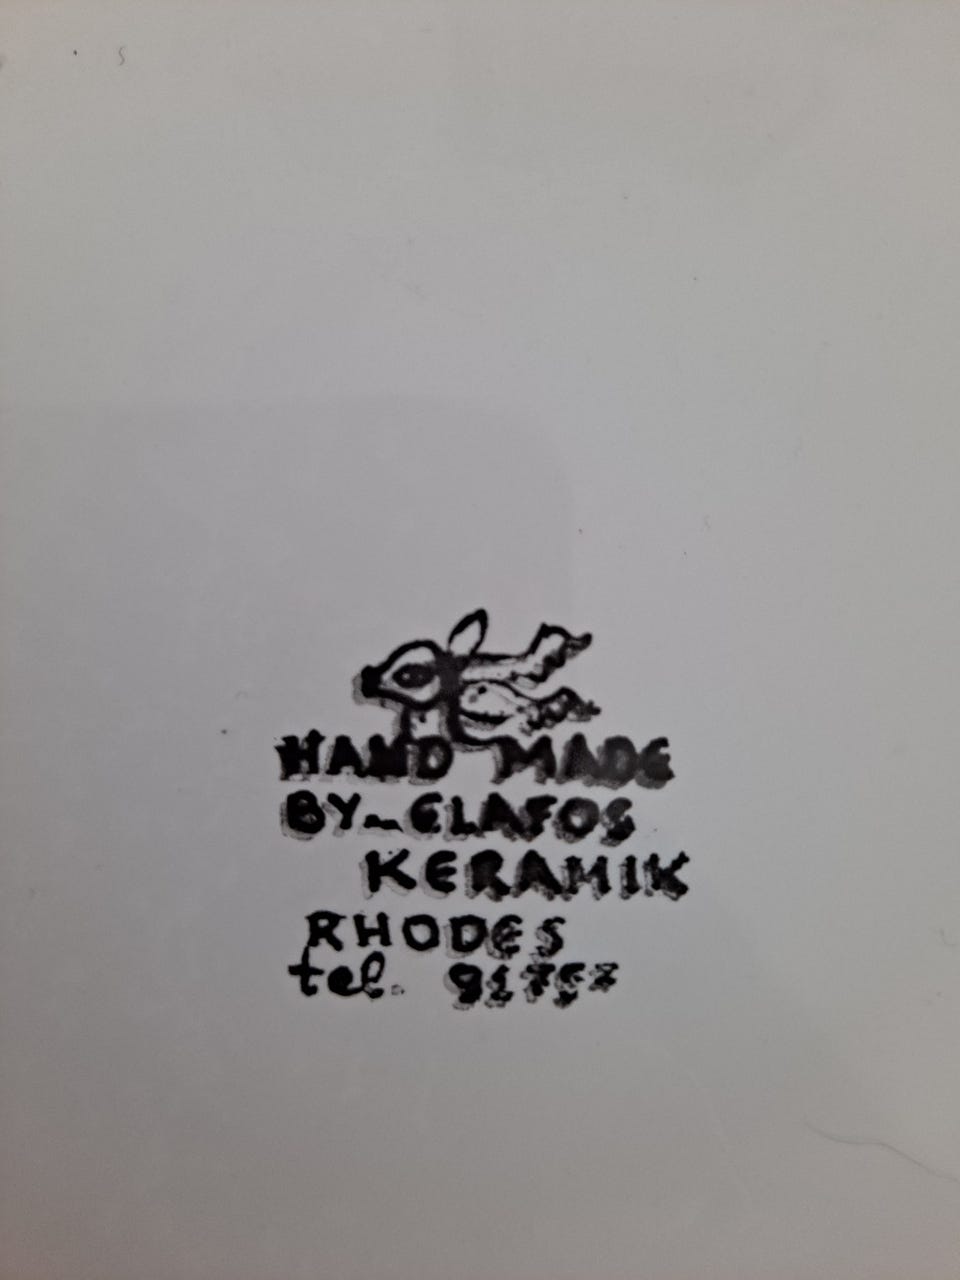 HAND MADE
BY~ELAFOS
KERAMIK
RHODES
tel.